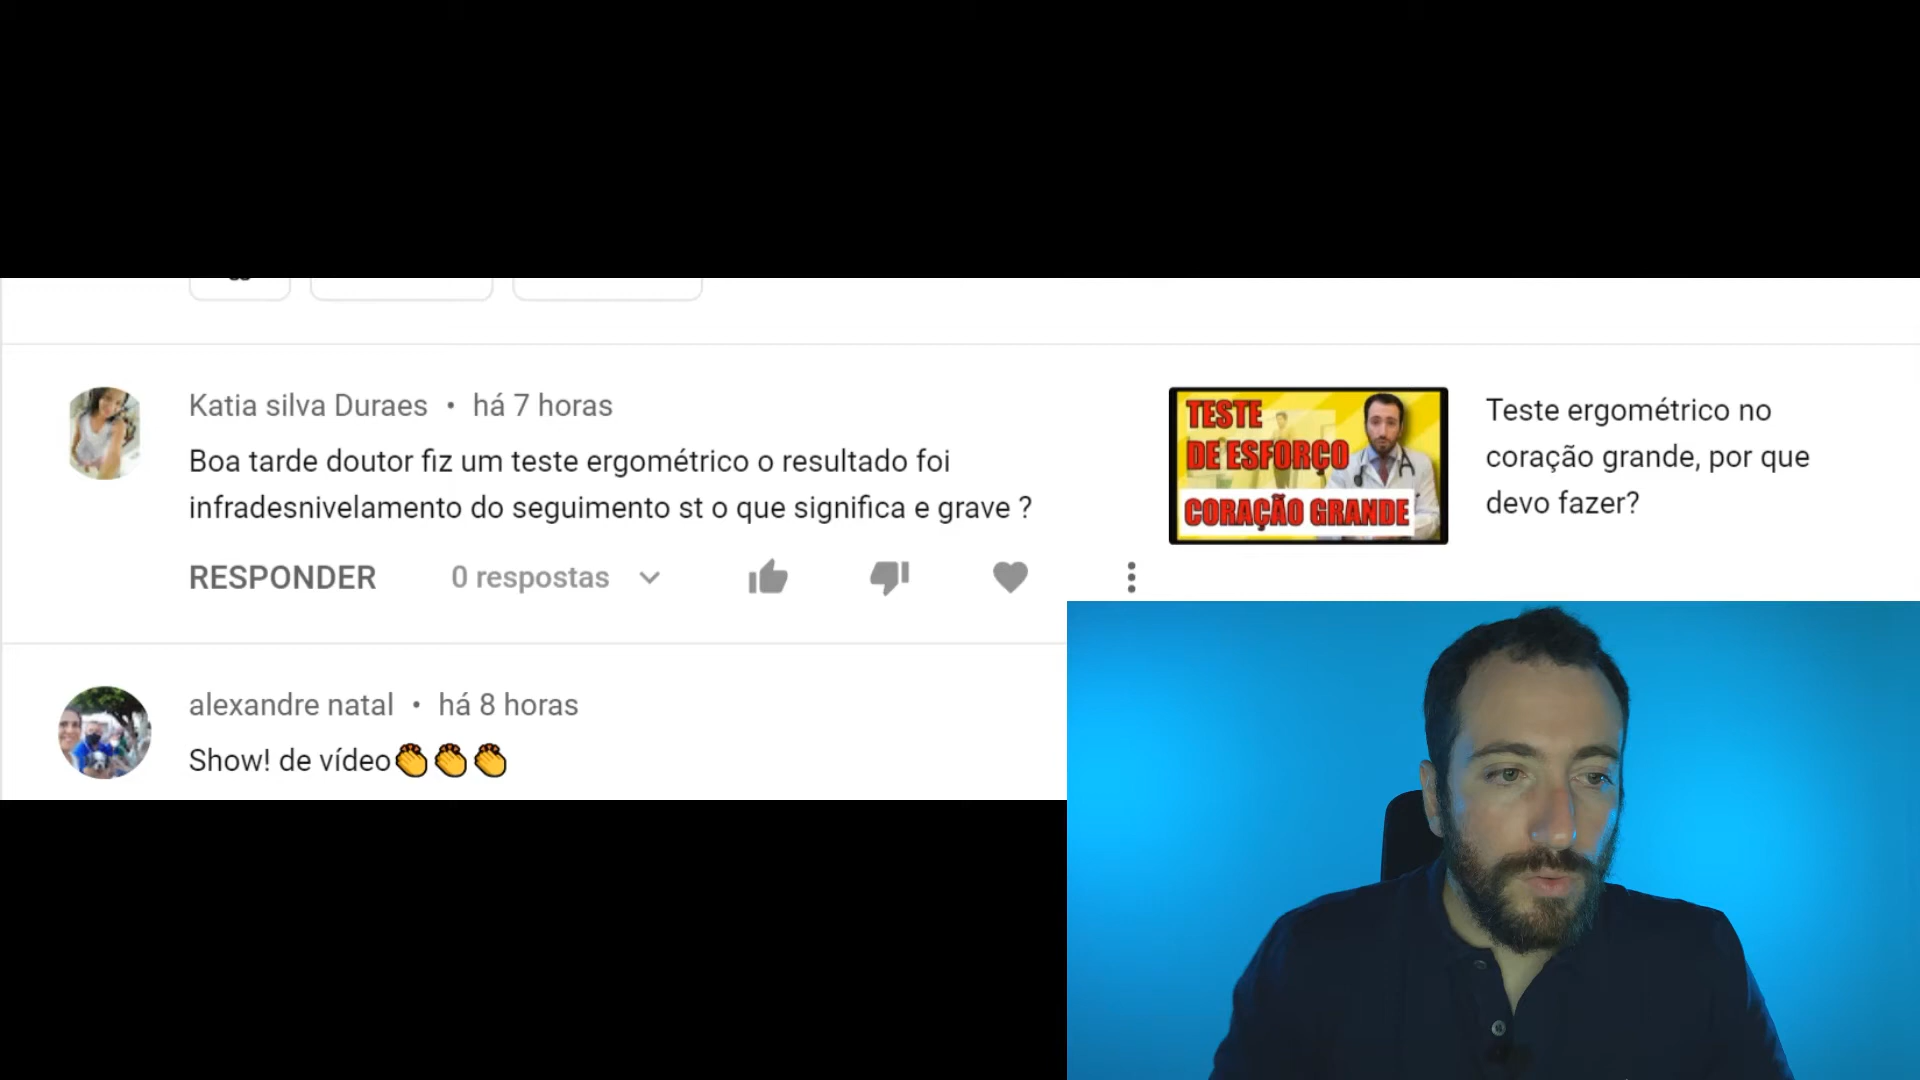 Katia silva Duraes • há 7 horas
Boa tarde doutor fiz um teste ergométrico o resultado foi
infradesnivelamento do seguimento st o que significa e grave ?
RESPONDER 0 respostas
TESTE
DE ESFORÇO
CORAÇÃO GRANDE
Teste ergométrico no
coração grande, por que
devo fazer?
alexandre natal • há 8 horas
Show! de vídeo👏👏👏